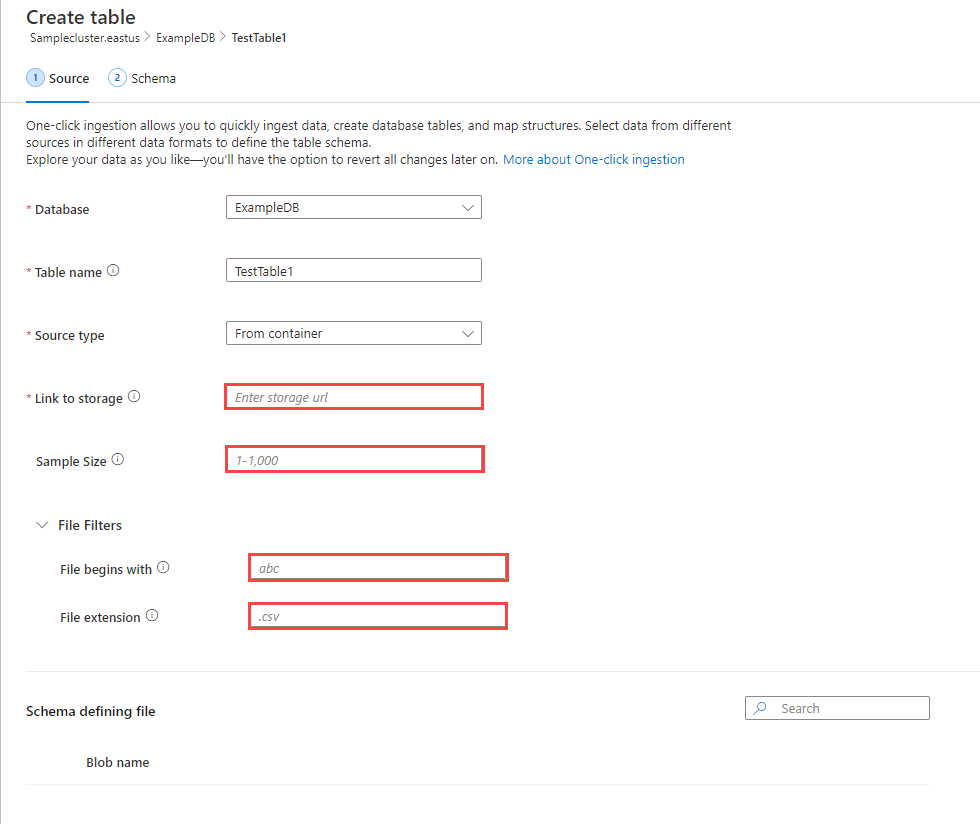 Create table
Samplecluster.eastus > ExampleDB > TestTable1
1 Source 2 Schema
One-click ingestion allows you to quickly ingest data, create database tables, and map structures. Select data from different
sources in different data formats to define the table schema.
Explore your data as you like—you'll have the option to revert all changes later on. More about One-click ingestion
* Database ExampleDB
* Table name TestTable1
* Source type From container
* Link to storage Enter storage url
Sample Size 1-1,000
File Filters
File begins with abc
File extension .csv
Schema defining file Search
Blob name